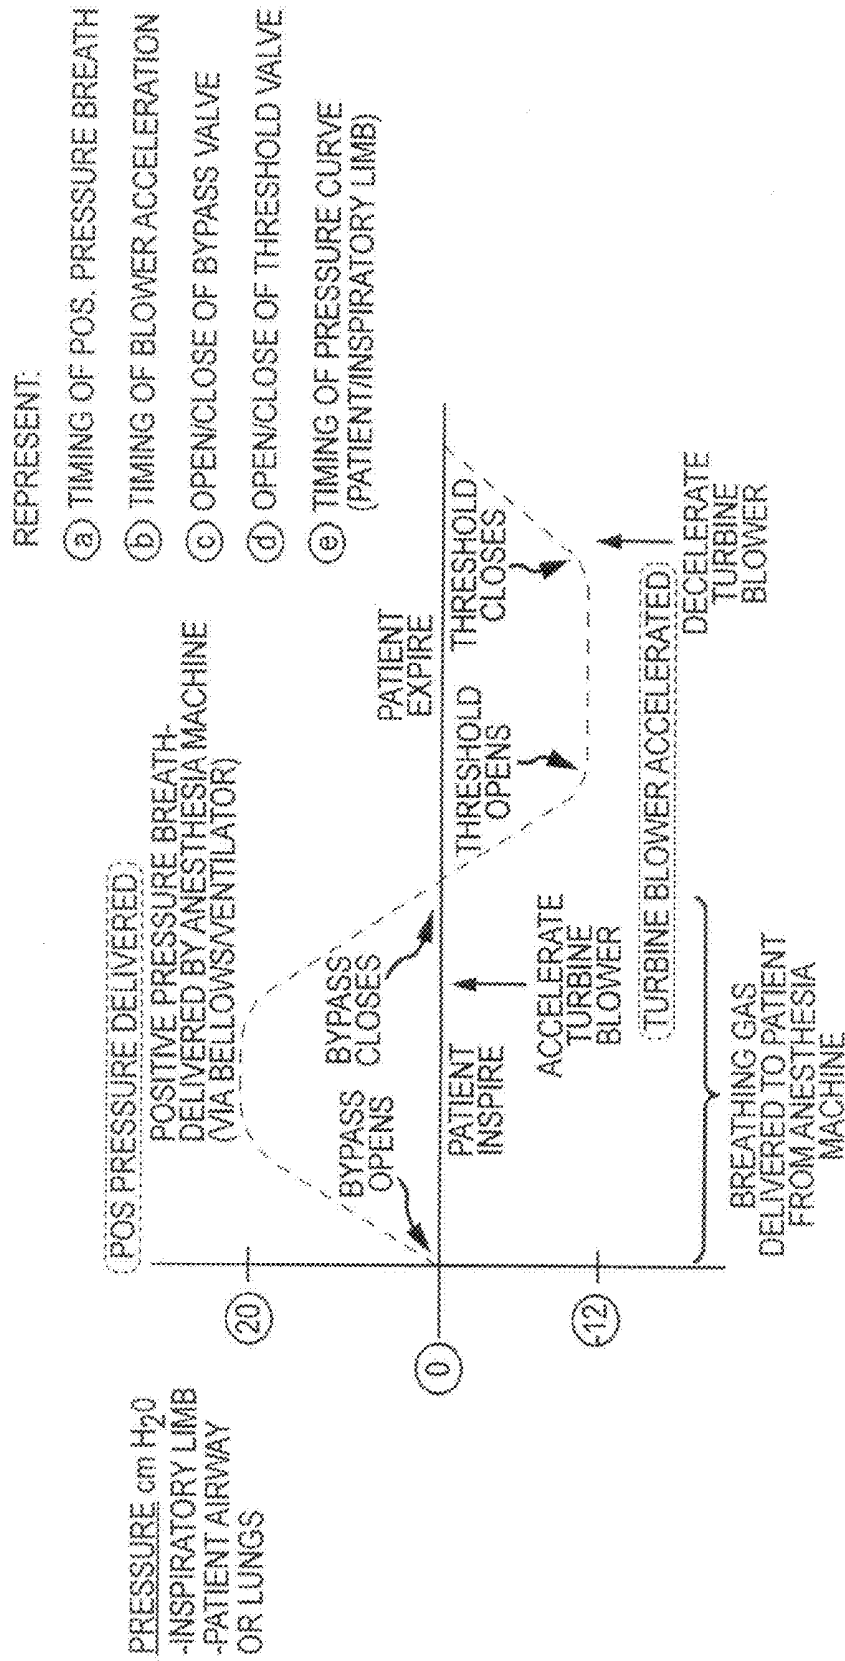 REPRESENT:
(a) TIMING OF POS. PRESSURE BREATH
(b) TIMING OF BLOWER ACCELERATION
(c) OPEN/CLOSE OF BYPASS VALVE
(d) OPEN/CLOSE OF THRESHOLD VALVE
(e) TIMING OF PRESSURE CURVE
(PATIENT/INSPIRATORY LIMB)
PRESSURE cm H2O
-INSPIRATORY LIMB
-PATIENT AIRWAY
OR LUNGS
POS PRESSURE DELIVERED
POSITIVE PRESSURE BREATH-
DELIVERED BY ANESTHESIA MACHINE
(VIA BELLOWS/VENTILATOR)
20
0
-12
BYPASS
OPENS
BYPASS
CLOSES
PATIENT
INSPIRE
PATIENT
EXPIRE
THRESHOLD
OPENS
THRESHOLD
CLOSES
ACCELERATE
TURBINE
BLOWER
TURBINE BLOWER ACCELERATED
DECELERATE
TURBINE
BLOWER
BREATHING GAS
DELIVERED TO PATIENT
FROM ANESTHESIA
MACHINE